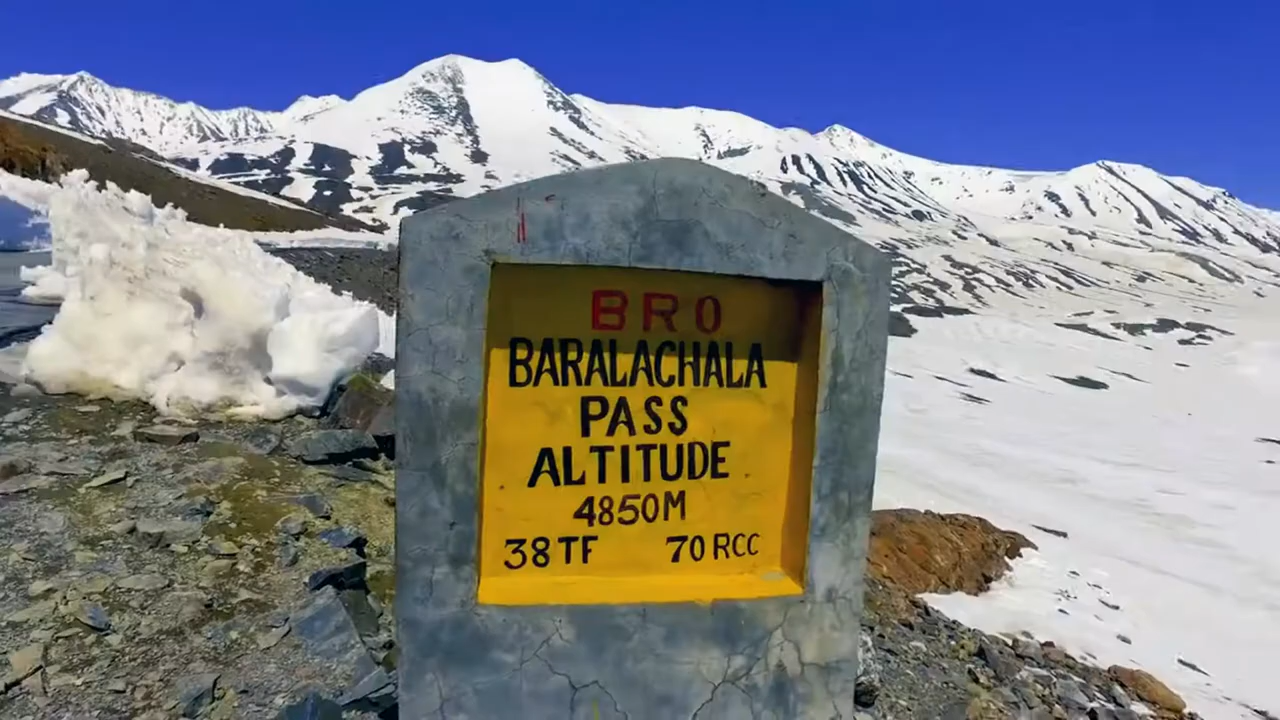 BRO
BARALACHALA
PASS
ALTITUDE
4850M
38 TF 70 RCC